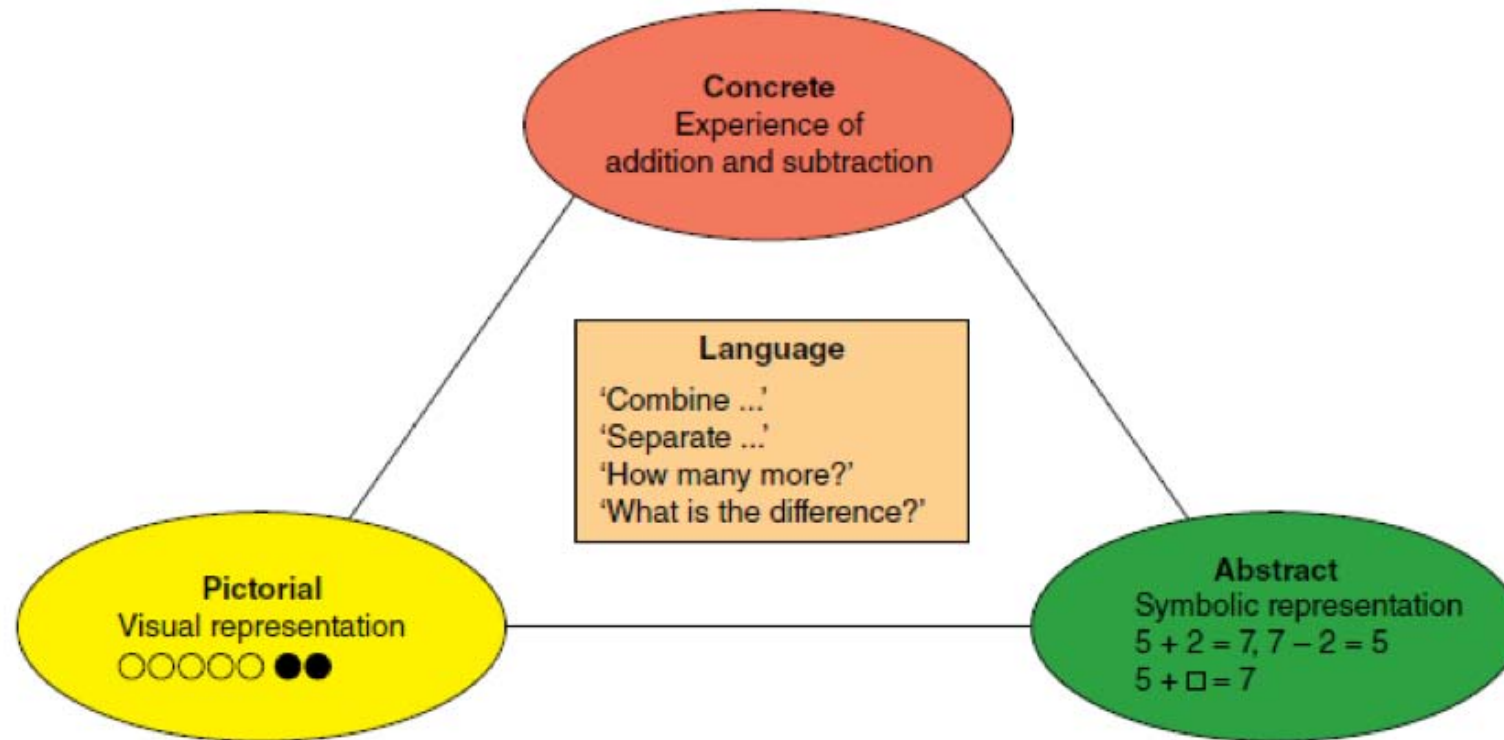 Concrete
Experience of
addition and subtraction
Language
‘Combine ...’
‘Separate ...’
‘How many more?’
‘What is the difference?’
Pictorial
Visual representation
Abstract
Symbolic representation
5 + 2 = 7, 7 – 2 = 5
5 + □ = 7